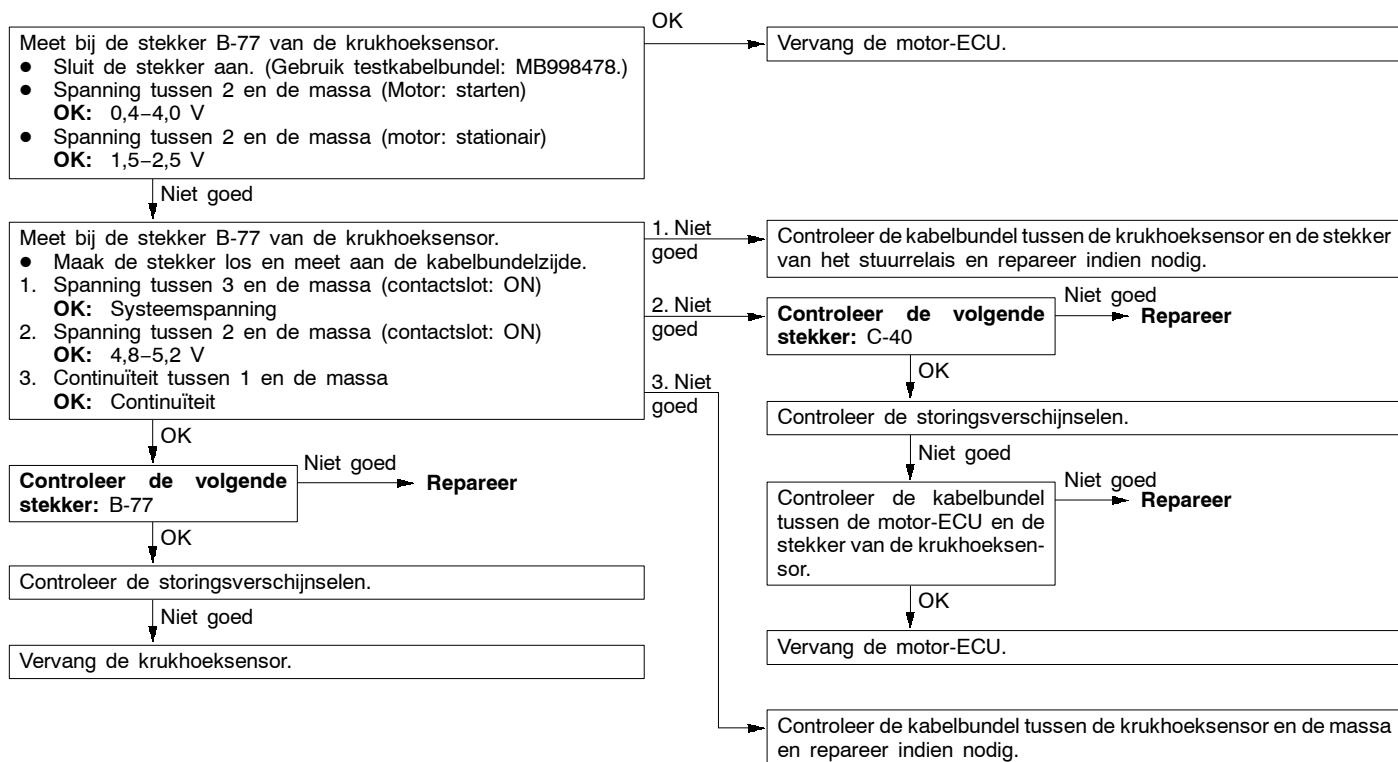 OK
Meet bij de stekker B-77 van de krukhoeksensor.
● Sluit de stekker aan. (Gebruik testkabelbundel: MB998478.)
● Spanning tussen 2 en de massa (Motor: starten)
OK: 0,4–4,0 V
● Spanning tussen 2 en de massa (motor: stationair)
OK: 1,5–2,5 V
Vervang de motor-ECU.
Niet goed
Meet bij de stekker B-77 van de krukhoeksensor.
● Maak de stekker los en meet aan de kabelbundelzijde.
1. Spanning tussen 3 en de massa (contactslot: ON)
OK: Systeemspanning
2. Spanning tussen 2 en de massa (contactslot: ON)
OK: 4,8–5,2 V
3. Continuïteit tussen 1 en de massa
OK: Continuïteit
1. Niet
goed
Controleer de kabelbundel tussen de krukhoeksensor en de stekker
van het stuurrelais en repareer indien nodig.
2. Niet
goed
Controleer de volgende
stekker: C-40
Niet goed
Repareer
OK
Controleer de storingsverschijnselen.
Niet goed
Controleer de kabelbundel
tussen de motor-ECU en de
stekker van de krukhoeksen-
sor.
Niet goed
Repareer
OK
Vervang de motor-ECU.
3. Niet
goed
Controleer de kabelbundel tussen de krukhoeksensor en de massa
en repareer indien nodig.
OK
Controleer de volgende
stekker: B-77
Niet goed
Repareer
OK
Controleer de storingsverschijnselen.
Niet goed
Vervang de krukhoeksensor.